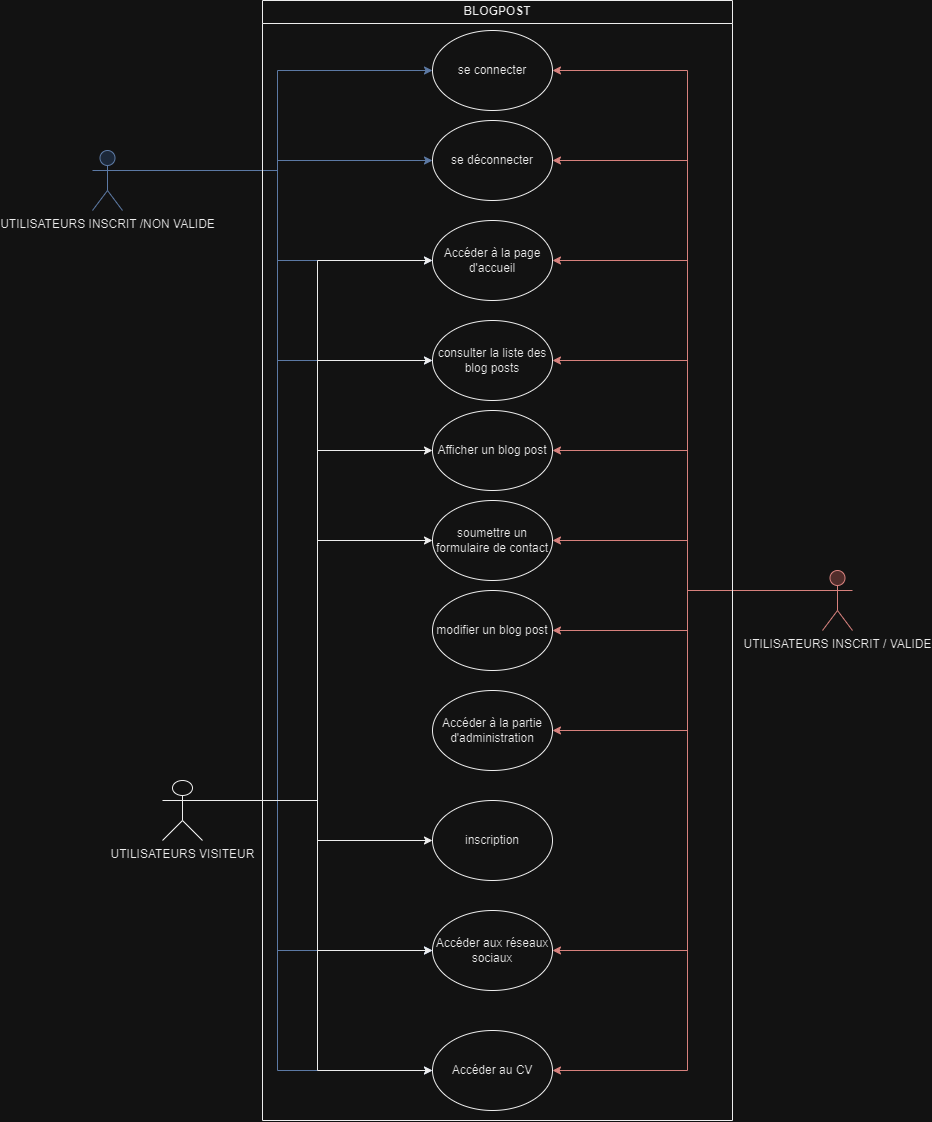 BLOGPOST
se connecter
se déconnecter
UTILISATEURS INSCRIT /NON VALIDE
Accéder à la page
d'accueil
consulter la liste des
blog posts
Afficher un blog post
soumettre un
formulaire de contact
modifier un blog post
UTILISATEURS INSCRIT / VALIDE
Accéder à la partie
d'administration
inscription
UTILISATEURS VISITEUR
Accéder aux réseaux
sociaux
Accéder au CV